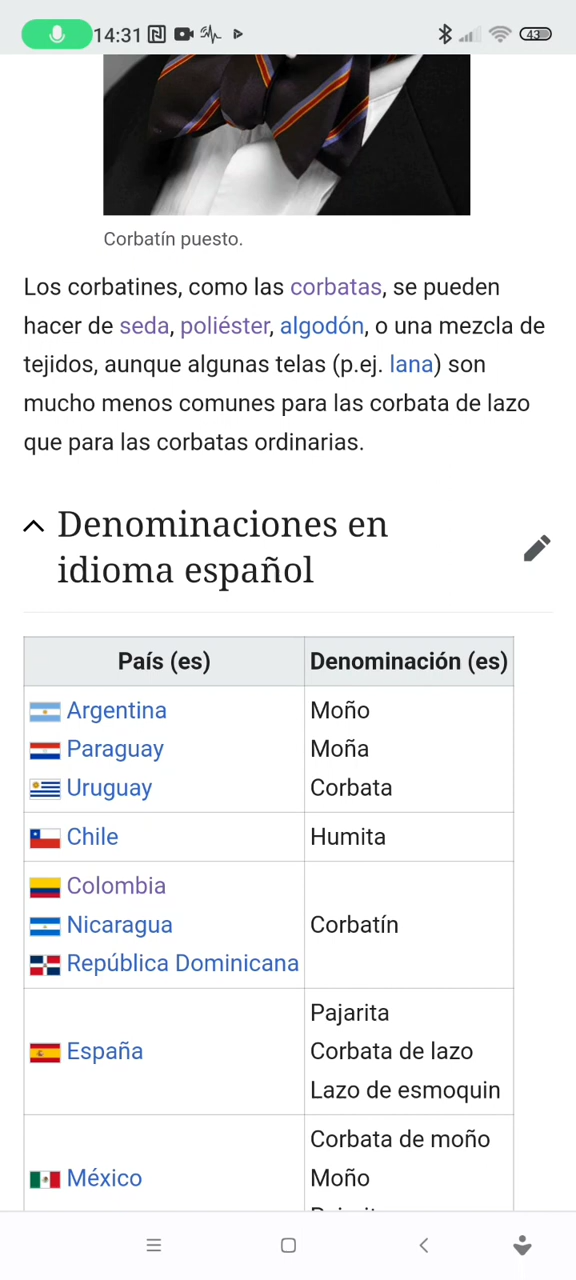 14:31
43
Corbatín puesto.
Los corbatines, como las corbatas, se pueden
hacer de seda, poliéster, algodón, o una mezcla de
tejidos, aunque algunas telas (p.ej. lana) son
mucho menos comunes para las corbata de lazo
que para las corbatas ordinarias.
Denominaciones en
idioma español
País (es) Denominación (es)
Argentina Moño
Paraguay Moña
Uruguay Corbata
Chile Humita
Colombia
Nicaragua Corbatín
República Dominicana
Pajarita
España Corbata de lazo
Lazo de esmoquin
Corbata de moño
México Moño